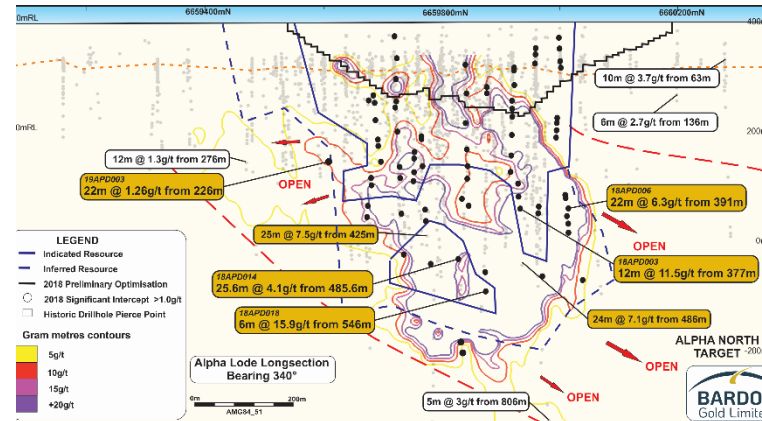 6659400mN
6659800mN
6660200mN
0mRL
400
10m @ 3.7g/t from 63m
6m @ 2.7g/t from 136m
0mRL
200m
12m @ 1.3g/t from 276m
19APD003
22m @ 1.26g/t from 226m
OPEN
18APD006
22m @ 6.3g/t from 391m
OPEN
LEGEND
Indicated Resource
Inferred Resource
2018 Preliminary Optimisation
2018 Significant Intercept >1.0g/t
Historic Drillhole Pierce Point
Gram metres contours
5g/t
10g/t
15g/t
+20g/t
25m @ 7.5g/t from 425m
0m
18APD003
12m @ 11.5g/t from 377m
18APD014
25.6m @ 4.1g/t from 485.6m
18APD018
6m @ 15.9g/t from 546m
24m @ 7.1g/t from 486m
ALPHA NORTH
TARGET
-200
OPEN
Alpha Lode Longsection
Bearing 340°
0m
200m
AMG84_51
OPEN
5m @ 3g/t from 806m
BARDO
Gold Limite